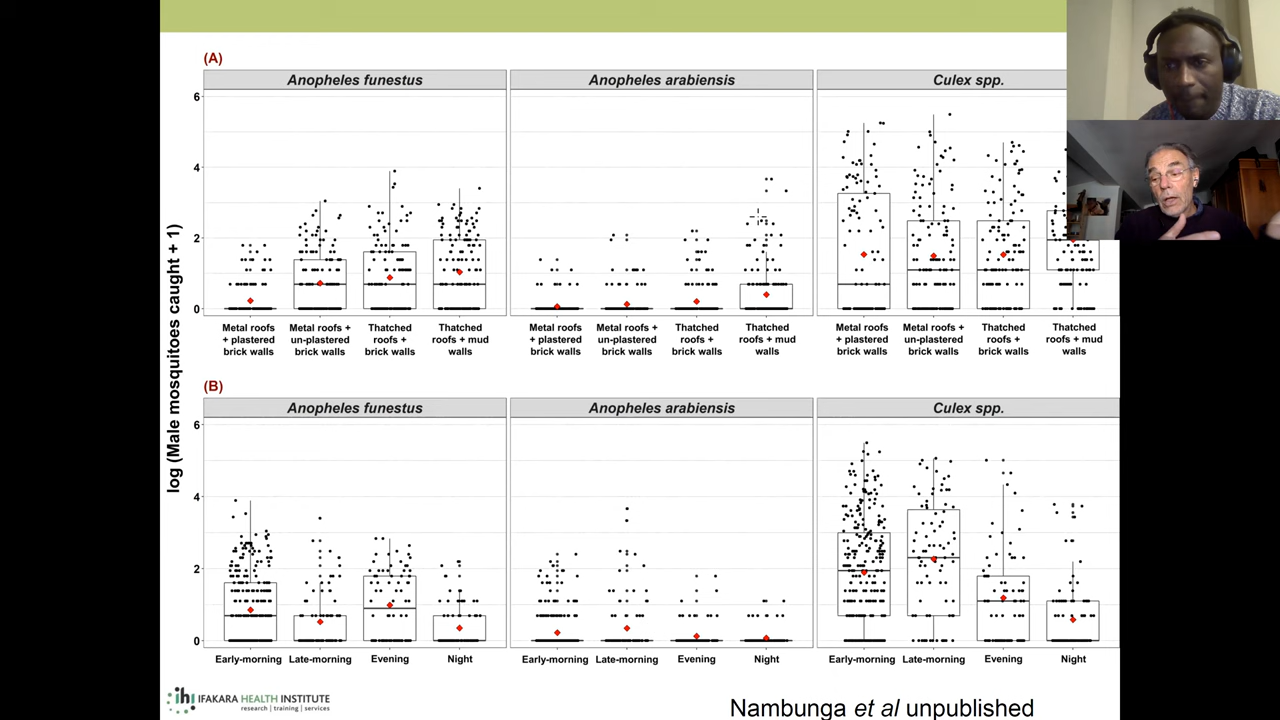 (A)
Anopheles funestus
Anopheles arabiensis
Culex spp.
6
4
2
0
Metal roofs
+ plastered
brick walls
Metal roofs +
un-plastered
brick walls
Thatched
roofs +
brick walls
Thatched
roofs + mud
walls
Metal roofs
+ plastered
brick walls
Metal roofs +
un-plastered
brick walls
Thatched
roofs +
brick walls
Thatched
roofs + mud
walls
Metal roofs
+ plastered
brick walls
Metal roofs +
un-plastered
brick walls
Thatched
roofs +
brick walls
Thatched
roofs + mud
walls
log (Male mosquitoes caught + 1)
(B)
Anopheles funestus
Anopheles arabiensis
Culex spp.
6
4
2
0
Early-morning
Late-morning
Evening
Night
Early-morning
Late-morning
Evening
Night
Early-morning
Late-morning
Evening
Night
ihi IFAKARA HEALTH INSTITUTE
research | training | services
Nambunga et al unpublished